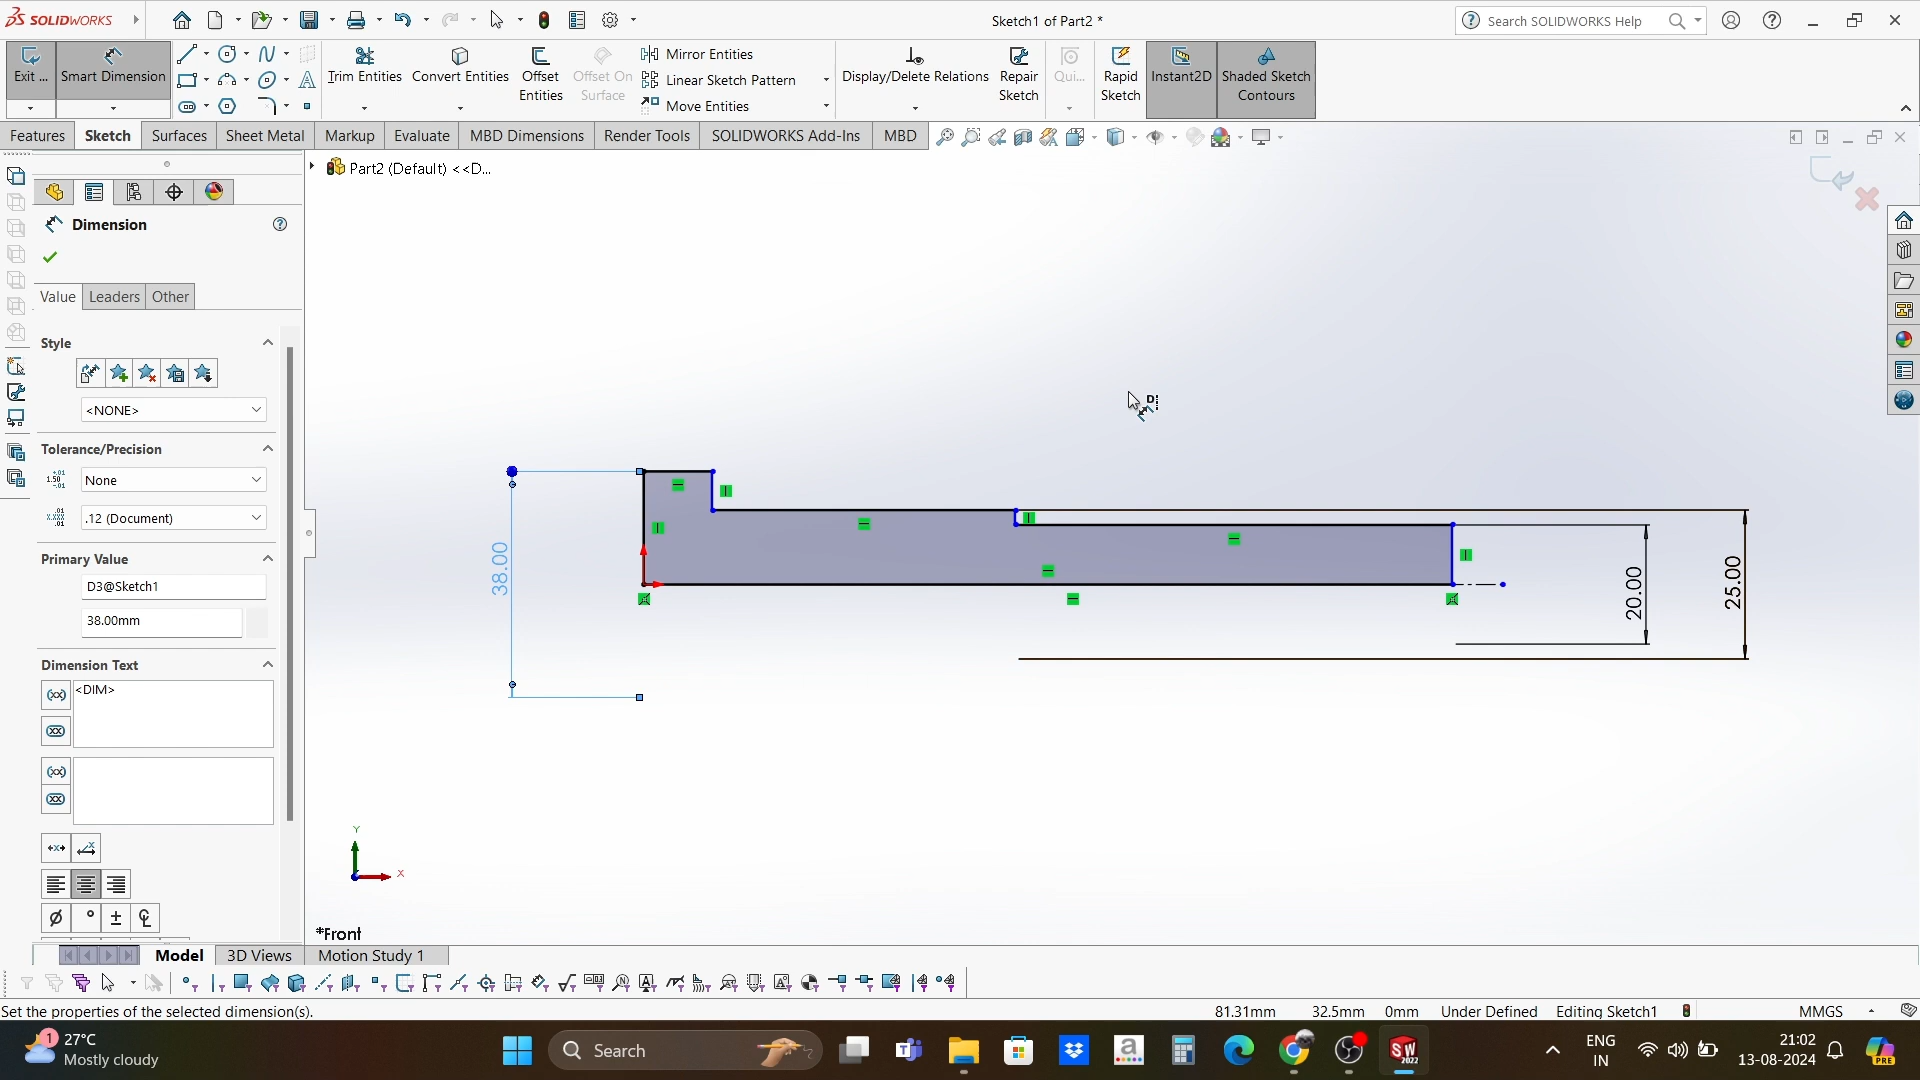 SOLIDWORKS
Sketch1 of Part2 *
Search SOLIDWORKS Help
Exit ...
Smart Dimension
Trim Entities
Convert Entities
Offset Entities
Offset On Surface
Mirror Entities
Linear Sketch Pattern
Move Entities
Display/Delete Relations
Repair Sketch
Qui...
Rapid Sketch
Instant2D
Shaded Sketch Contours
Features
Sketch
Surfaces
Sheet Metal
Markup
Evaluate
MBD Dimensions
Render Tools
SOLIDWORKS Add-Ins
MBD
Part2 (Default) <<D...
Dimension
Value
Leaders
Other
Style
<NONE>
Tolerance/Precision
None
.12 (Document)
Primary Value
D3@Sketch1
38.00mm
Dimension Text
<DIM>
38.00
20.00
25.00
Y
X
*Front
Model
3D Views
Motion Study 1
Set the properties of the selected dimension(s).
81.31mm
32.5mm
0mm
Under Defined
Editing Sketch1
MMGS
1
27°C
Mostly cloudy
Search
ENG
IN
21:02
13-08-2024